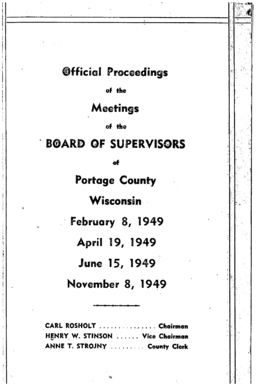 Official Proceedings
of the
Meetings
of the
BOARD OF SUPERVISORS
of
Portage County
Wisconsin
February 8, 1949
April 19, 1949
June 15, 1949
November 8, 1949
CARL ROSHOLT ............... Chairman
HENRY W. STINSON ...... Vice Chairman
ANNE T. STROJNY ......... County Clerk